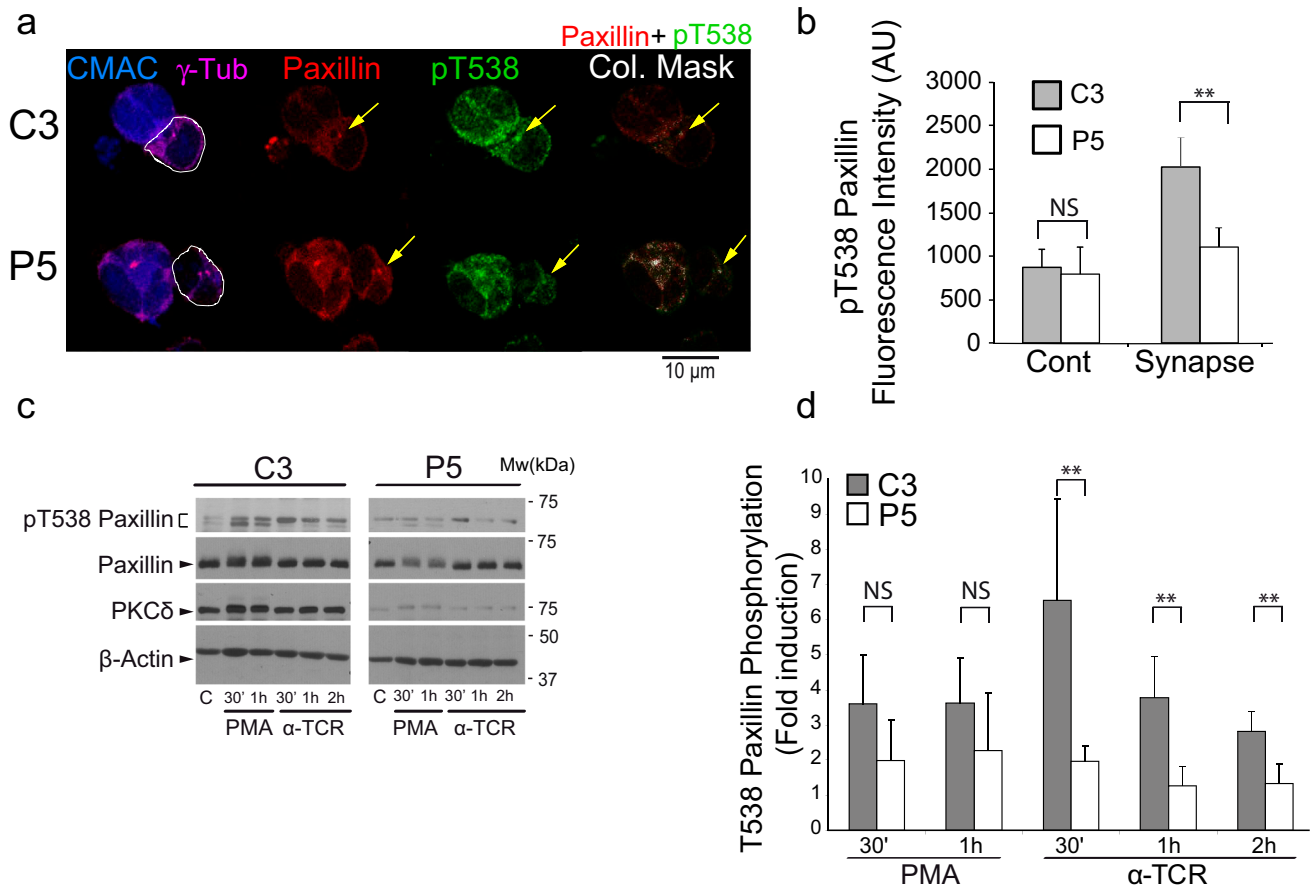 a
Paxillin+ pT538
CMAC γ-Tub Paxillin pT538 Col. Mask
C3
P5
10 µm
b
pT538 Paxillin
Fluorescence Intensity (AU)
3000
2500
2000
1500
1000
500
0
C3
P5
NS
**
Cont Synapse
c
C3 P5 Mw(kDa)
pT538 Paxillin
- 75
Paxillin
75
-
PKCδ
- 75
β-Actin
50
-
- 37
C 30' 1h 30' 1h 2h C 30' 1h 30' 1h 2h
PMA α-TCR PMA α-TCR
d
T538 Paxillin Phosphorylation
(Fold induction)
10
9
8
7
6
5
4
3
2
1
0
C3
P5
NS NS ** ** **
30' 1h 30' 1h 2h
PMA α-TCR